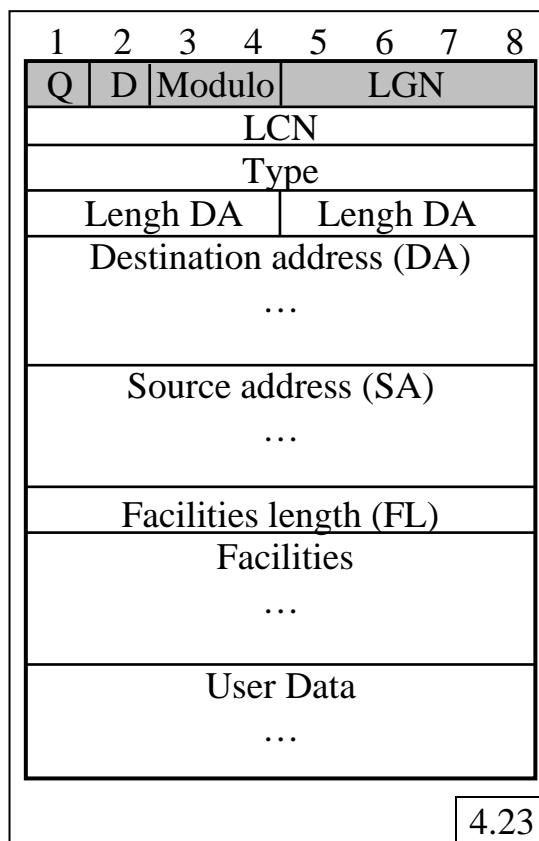 1 2 3 4 5 6 7 8
Q D Modulo LGN
LCN
Type
Lengh DA Lengh DA
Destination address (DA)
…
Source address (SA)
…
Facilities length (FL)
Facilities
…
User Data
…
4.23